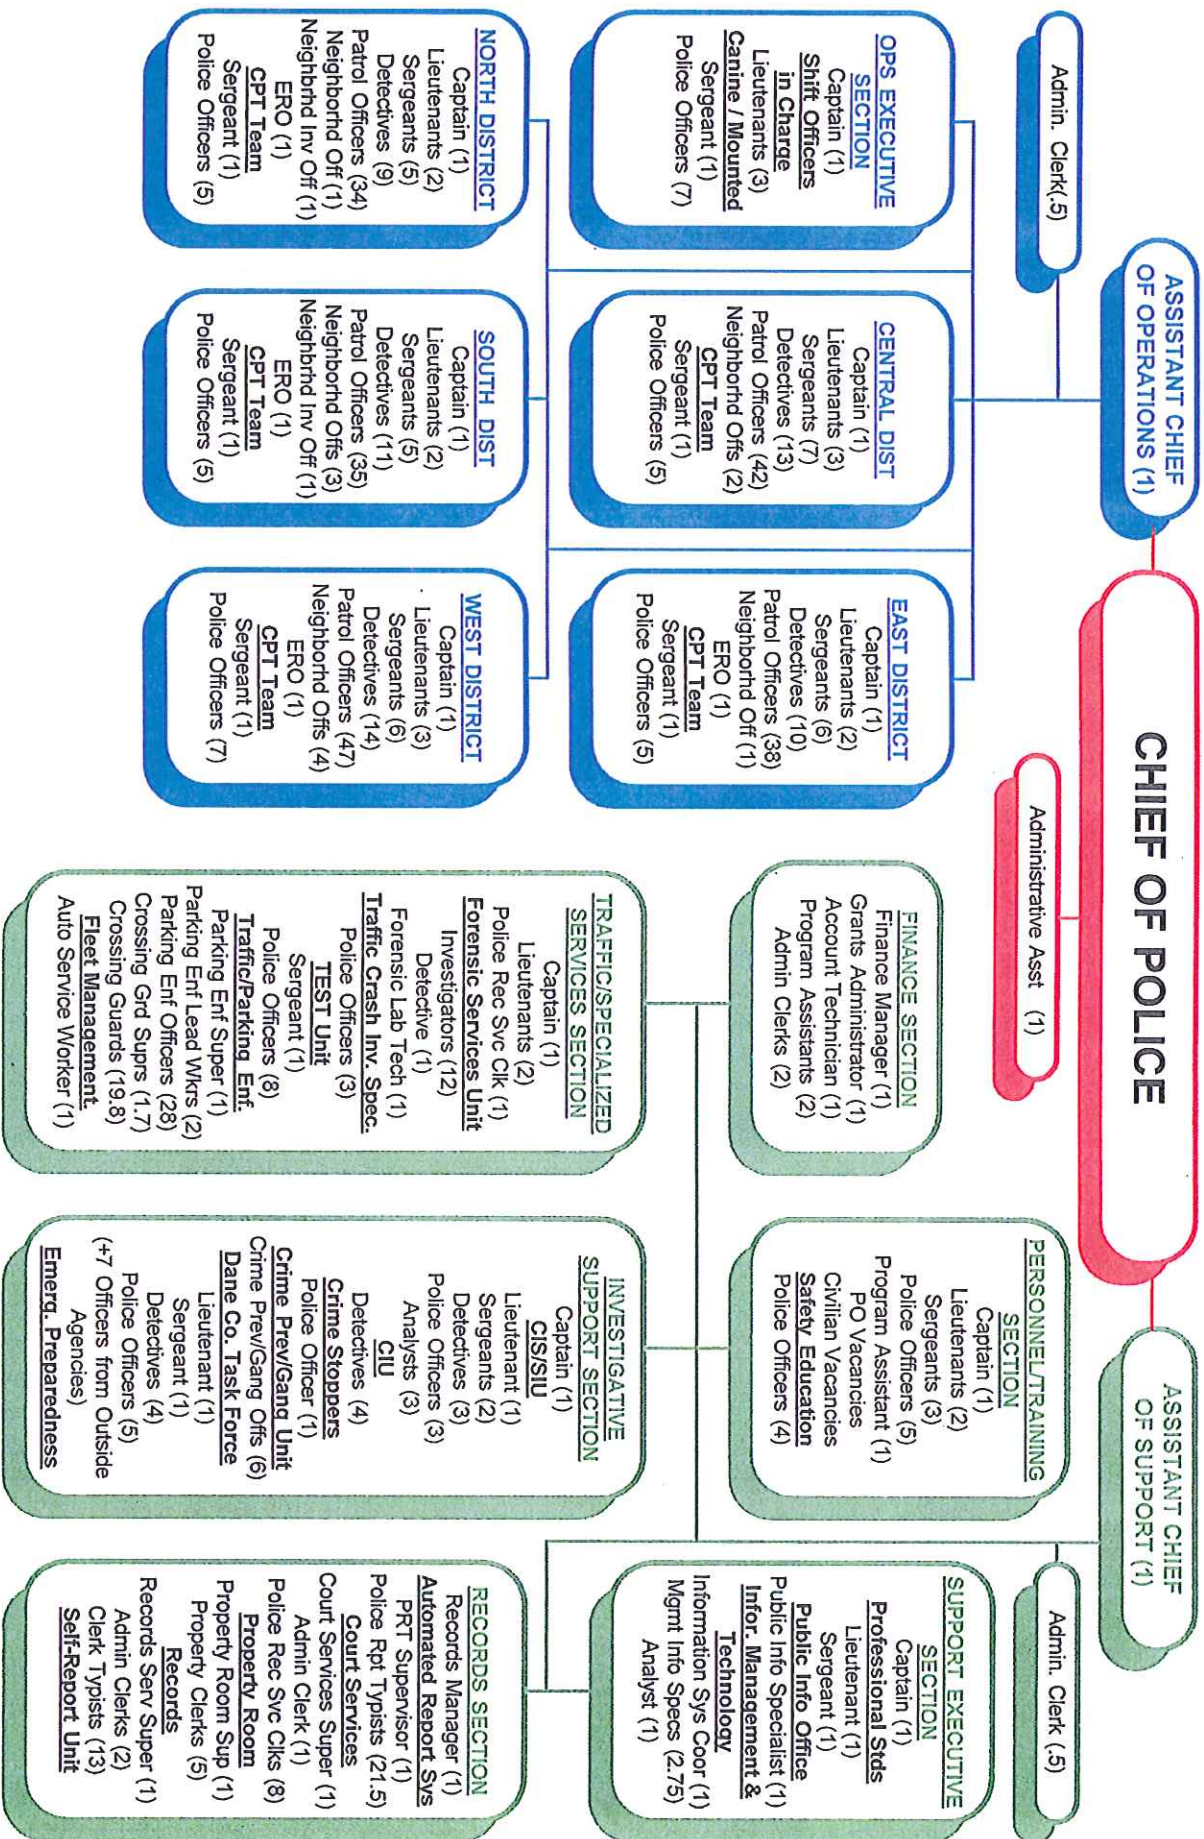 CHIEF OF POLICE
Administrative Asst (1)
ASSISTANT CHIEF
OF OPERATIONS (1)
Admin. Clerk(.5)
OPS EXECUTIVE
SECTION
Captain (1)
Shift Officers
in Charge
Lieutenants (3)
Canine / Mounted
Sergeant (1)
Police Officers (7)
CENTRAL DIST
Captain (1)
Lieutenants (3)
Sergeants (7)
Detectives (13)
Patrol Officers (42)
Neighborhd Offs (2)
CPT Team
Sergeant (1)
Police Officers (5)
EAST DISTRICT
Captain (1)
Lieutenants (2)
Sergeants (6)
Detectives (10)
Patrol Officers (38)
Neighborhd Off (1)
ERO (1)
CPT Team
Sergeant (1)
Police Officers (5)
NORTH DISTRICT
Captain (1)
Lieutenants (2)
Sergeants (5)
Detectives (9)
Patrol Officers (34)
Neighborhd Off (1)
Neighbrhd Inv Off (1)
ERO (1)
CPT Team
Sergeant (1)
Police Officers (5)
SOUTH DIST
Captain (1)
Lieutenants (2)
Sergeants (5)
Detectives (11)
Patrol Officers (35)
Neighborhd Offs (3)
Neighbrhd Inv Off (1)
ERO (1)
CPT Team
Sergeant (1)
Police Officers (5)
WEST DISTRICT
Captain (1)
Lieutenants (3)
Sergeants (6)
Detectives (14)
Patrol Officers (47)
Neighborhd Offs (4)
ERO (1)
CPT Team
Sergeant (1)
Police Officers (7)
ASSISTANT CHIEF
OF SUPPORT (1)
Admin. Clerk (.5)
FINANCE SECTION
Finance Manager (1)
Grants Administrator (1)
Account Technician (1)
Program Assistants (2)
Admin Clerks (2)
PERSONNEL/TRAINING
SECTION
Captain (1)
Lieutenants (2)
Sergeants (3)
Police Officers (5)
Program Assistant (1)
PO Vacancies
Civilian Vacancies
Safety Education
Police Officers (4)
SUPPORT EXECUTIVE
SECTION
Captain (1)
Professional Stds
Lieutenant (1)
Sergeant (1)
Public Info Office
Public Info Specialist (1)
Infor. Management &
Technology
Information Sys Coor (1)
Mgmt Info Specs (2.75)
Analyst (1)
TRAFFIC/SPECIALIZED
SERVICES SECTION
Captain (1)
Lieutenants (2)
Police Rec Svc Clk (1)
Forensic Services Unit
Investigators (12)
Detective (1)
Forensic Lab Tech (1)
Traffic Crash Inv. Spec.
Police Officers (3)
TEST Unit
Sergeant (1)
Police Officers (8)
Traffic/Parking Enf.
Parking Enf Super (1)
Parking Enf Lead Wkrs (2)
Parking Enf Officers (28)
Crossing Grd Suprs (1.7)
Crossing Guards (19.8)
Fleet Management.
Auto Service Worker (1)
INVESTIGATIVE
SUPPORT SECTION
Captain (1)
CIS/SIU
Lieutenant (1)
Sergeants (2)
Detectives (3)
Police Officers (3)
Analysts (3)
CIU
Detectives (4)
Crime Stoppers
Police Officer (1)
Crime Prev/Gang Unit
Crime Prev/Gang Offs (6)
Dane Co. Task Force
Lieutenant (1)
Sergeant (1)
Detectives (4)
Police Officers (5)
(+7 Officers from Outside
Agencies)
Emerg. Preparedness
RECORDS SECTION
Records Manager (1)
Automated Report Sys
PRT Supervisor (1)
Police Rpt Typists (21.5)
Court Services
Court Services Super (1)
Admin Clerk (1)
Police Rec Svc Clks (8)
Property Room
Property Room Sup (1)
Property Clerks (5)
Records
Records Serv Super (1)
Admin Clerks (2)
Clerk Typists (13)
Self-Report Unit